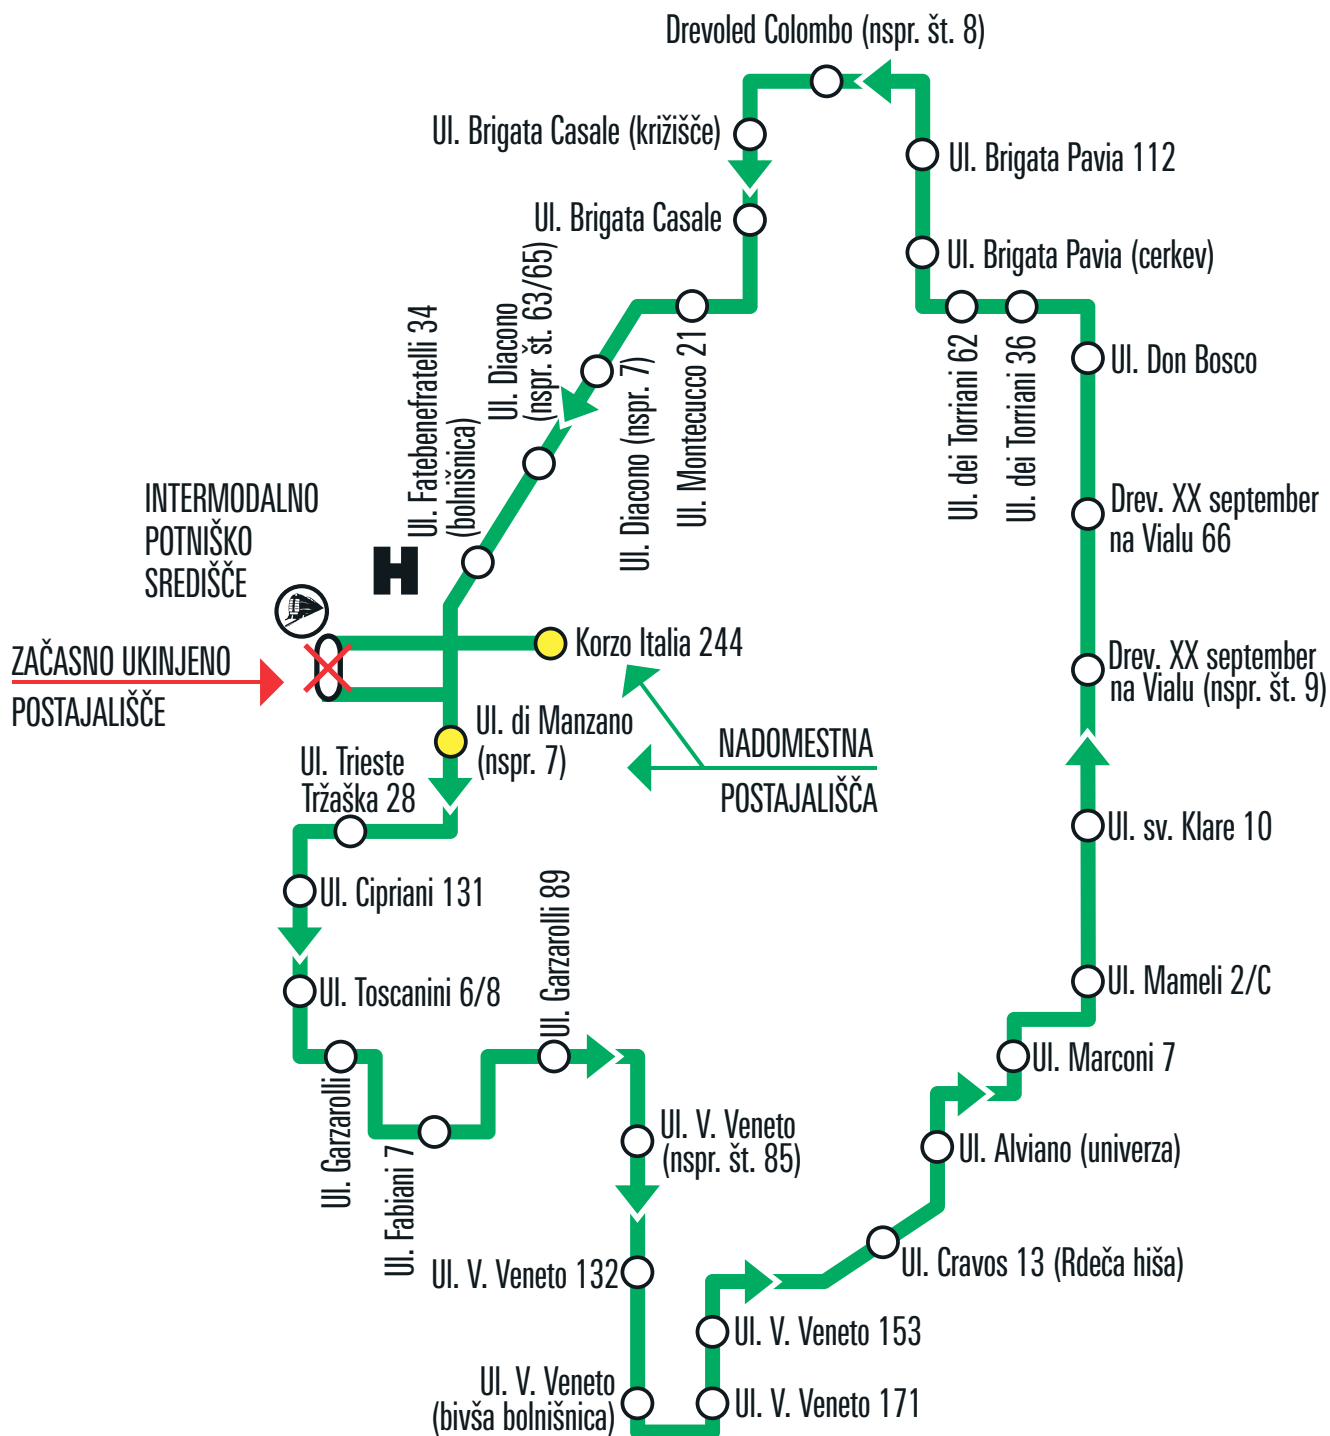 Drevoled Colombo (nspr. št. 8)
Ul. Brigata Casale (križišče)
Ul. Brigata Pavia 112
Ul. Brigata Casale
Ul. Brigata Pavia (cerkev)
Ul. Fatebenefratelli 34
(bolnišnica)
Ul. Diacono
(nspr. št. 63/65)
Ul. Diacono (nspr. 7)
Ul. Montecucco 21
Ul. dei Torriani 62
Ul. dei Torriani 36
Ul. Don Bosco
INTERMODALNO
POTNIŠKO
SREDIŠČE
H
Drev. XX september
na Vialu 66
ZAČASNO UKINJENO
POSTAJALIŠČE
Korzo Italia 244
Drev. XX september
na Vialu (nspr. št. 9)
Ul. di Manzano
(nspr. 7)
NADOMESTNA
POSTAJALIŠČA
Ul. Trieste
Tržaška 28
Ul. sv. Klare 10
Ul. Cipriani 131
Ul. Garzarolli 89
Ul. Toscanini 6/8
Ul. Mameli 2/C
Ul. Marconi 7
Ul. Garzarolli
Ul. Fabiani 7
Ul. V. Veneto
(nspr. št. 85)
Ul. Alviano (univerza)
Ul. V. Veneto 132
Ul. Cravos 13 (Rdeča hiša)
Ul. V. Veneto 153
Ul. V. Veneto
(bivša bolnišnica)
Ul. V. Veneto 171